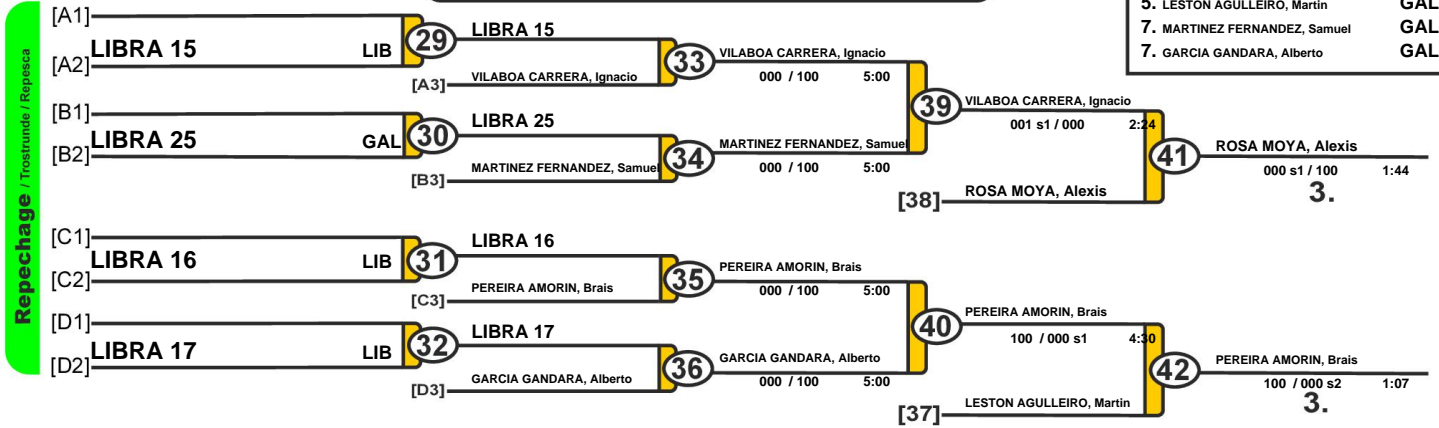 5. LESTON AGULLEIRO, Martin GAL
7. MARTINEZ FERNANDEZ, Samuel GAL
7. GARCIA GANDARA, Alberto GAL
Repechage / Trostrunde / Repesca
[A1]
LIBRA 15 LIB
[A2]
29
LIBRA 15
[A3] VILABOA CARRERA, Ignacio
33
VILABOA CARRERA, Ignacio
000 / 100 5:00
[B1]
LIBRA 25 GAL
[B2]
30
LIBRA 25
[B3] MARTINEZ FERNANDEZ, Samuel
34
MARTINEZ FERNANDEZ, Samuel
000 / 100 5:00
39
VILABOA CARRERA, Ignacio
001 s1 / 000 2:24
[38] ROSA MOYA, Alexis
41
ROSA MOYA, Alexis
000 s1 / 100 1:44
3.
[C1]
LIBRA 16 LIB
[C2]
31
LIBRA 16
[C3] PEREIRA AMORIN, Brais
35
PEREIRA AMORIN, Brais
000 / 100 5:00
[D1]
LIBRA 17 LIB
[D2]
32
LIBRA 17
[D3] GARCIA GANDARA, Alberto
36
GARCIA GANDARA, Alberto
000 / 100 5:00
40
PEREIRA AMORIN, Brais
100 / 000 s1 4:30
[37] LESTON AGULLEIRO, Martin
42
PEREIRA AMORIN, Brais
100 / 000 s2 1:07
3.